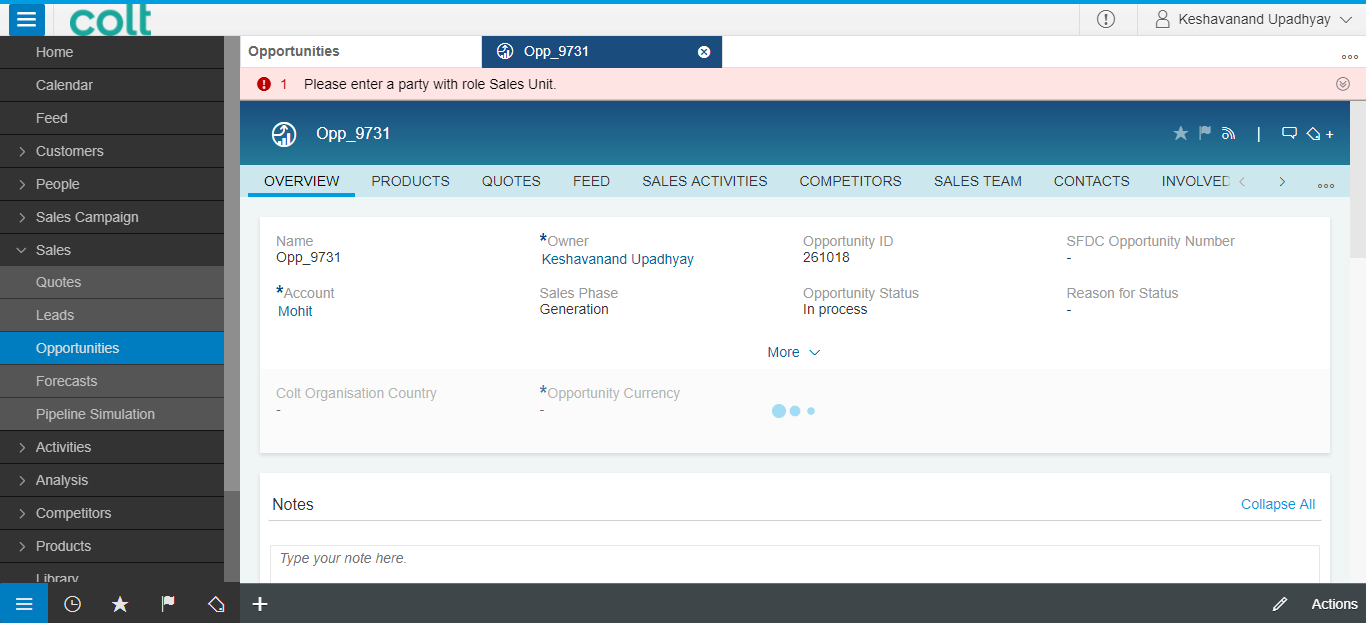 colt
Keshavanand Upadhyay
Home
Calendar
Feed
Customers
People
Sales Campaign
Sales
Quotes
Leads
Opportunities
Forecasts
Pipeline Simulation
Activities
Analysis
Competitors
Products
Library
Opportunities
Opp_9731
1 Please enter a party with role Sales Unit.
Opp_9731
OVERVIEW PRODUCTS QUOTES FEED SALES ACTIVITIES COMPETITORS SALES TEAM CONTACTS INVOLVED
Name *Owner Opportunity ID SFDC Opportunity Number
Opp_9731 Keshavanand Upadhyay 261018 -
*Account Sales Phase Opportunity Status Reason for Status
Mohit Generation In process -
More
Colt Organisation Country *Opportunity Currency
- -
Notes Collapse All
Type your note here.
Actions